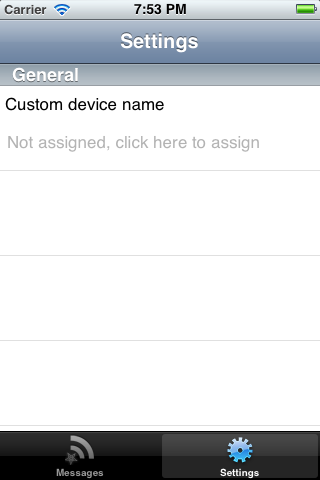 Carrier 7:53 PM
Settings
General
Custom device name
Not assigned, click here to assign
Messages Settings